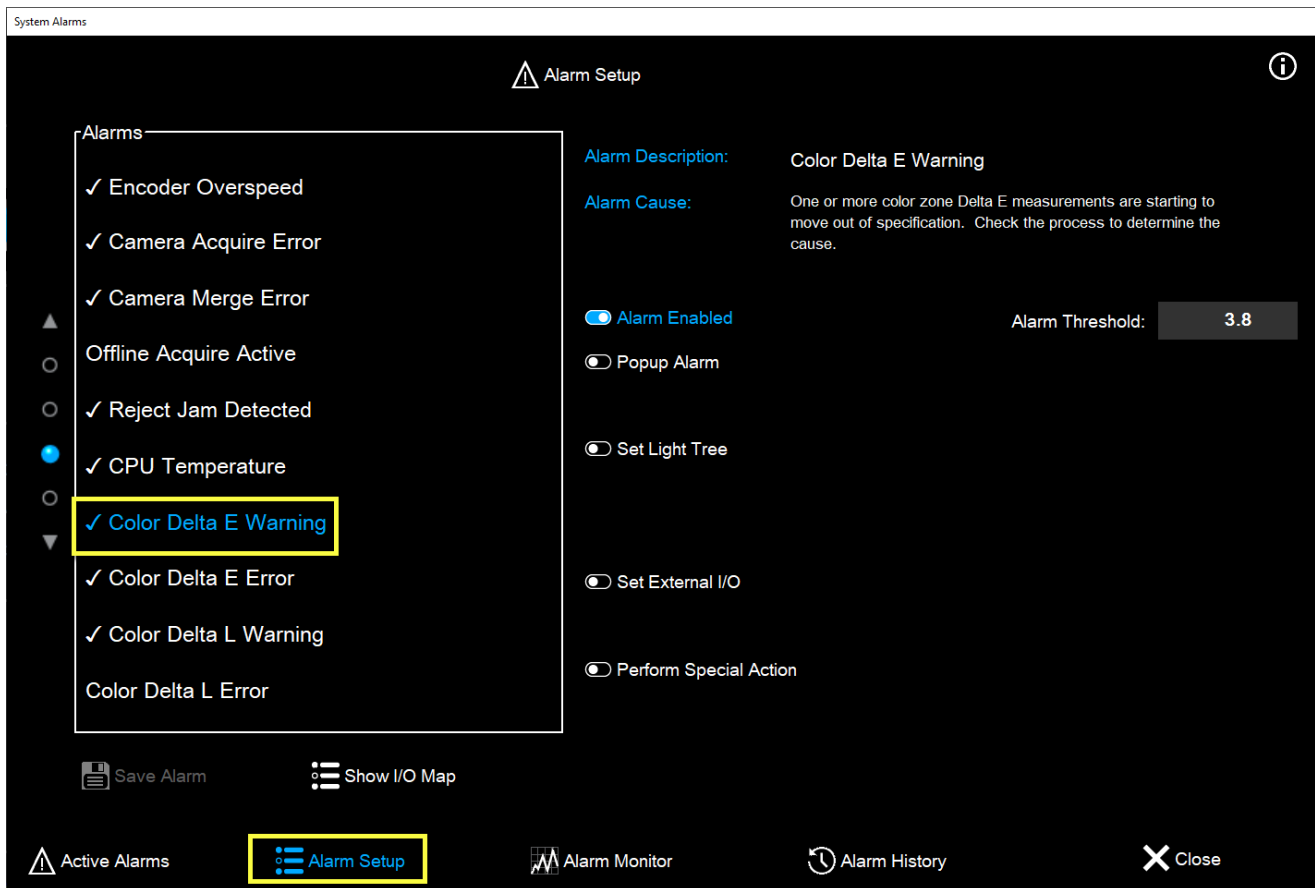 System Alarms
Alarm Setup
Alarms
✓ Encoder Overspeed
✓ Camera Acquire Error
✓ Camera Merge Error
Offline Acquire Active
✓ Reject Jam Detected
✓ CPU Temperature
✓ Color Delta E Warning
✓ Color Delta E Error
✓ Color Delta L Warning
Color Delta L Error
Alarm Description: Color Delta E Warning
Alarm Cause: One or more color zone Delta E measurements are starting to
move out of specification. Check the process to determine the
cause.
Alarm Enabled
Alarm Threshold: 3.8
Popup Alarm
Set Light Tree
Set External I/O
Perform Special Action
Save Alarm
Show I/O Map
Active Alarms
Alarm Setup
Alarm Monitor
Alarm History
Close